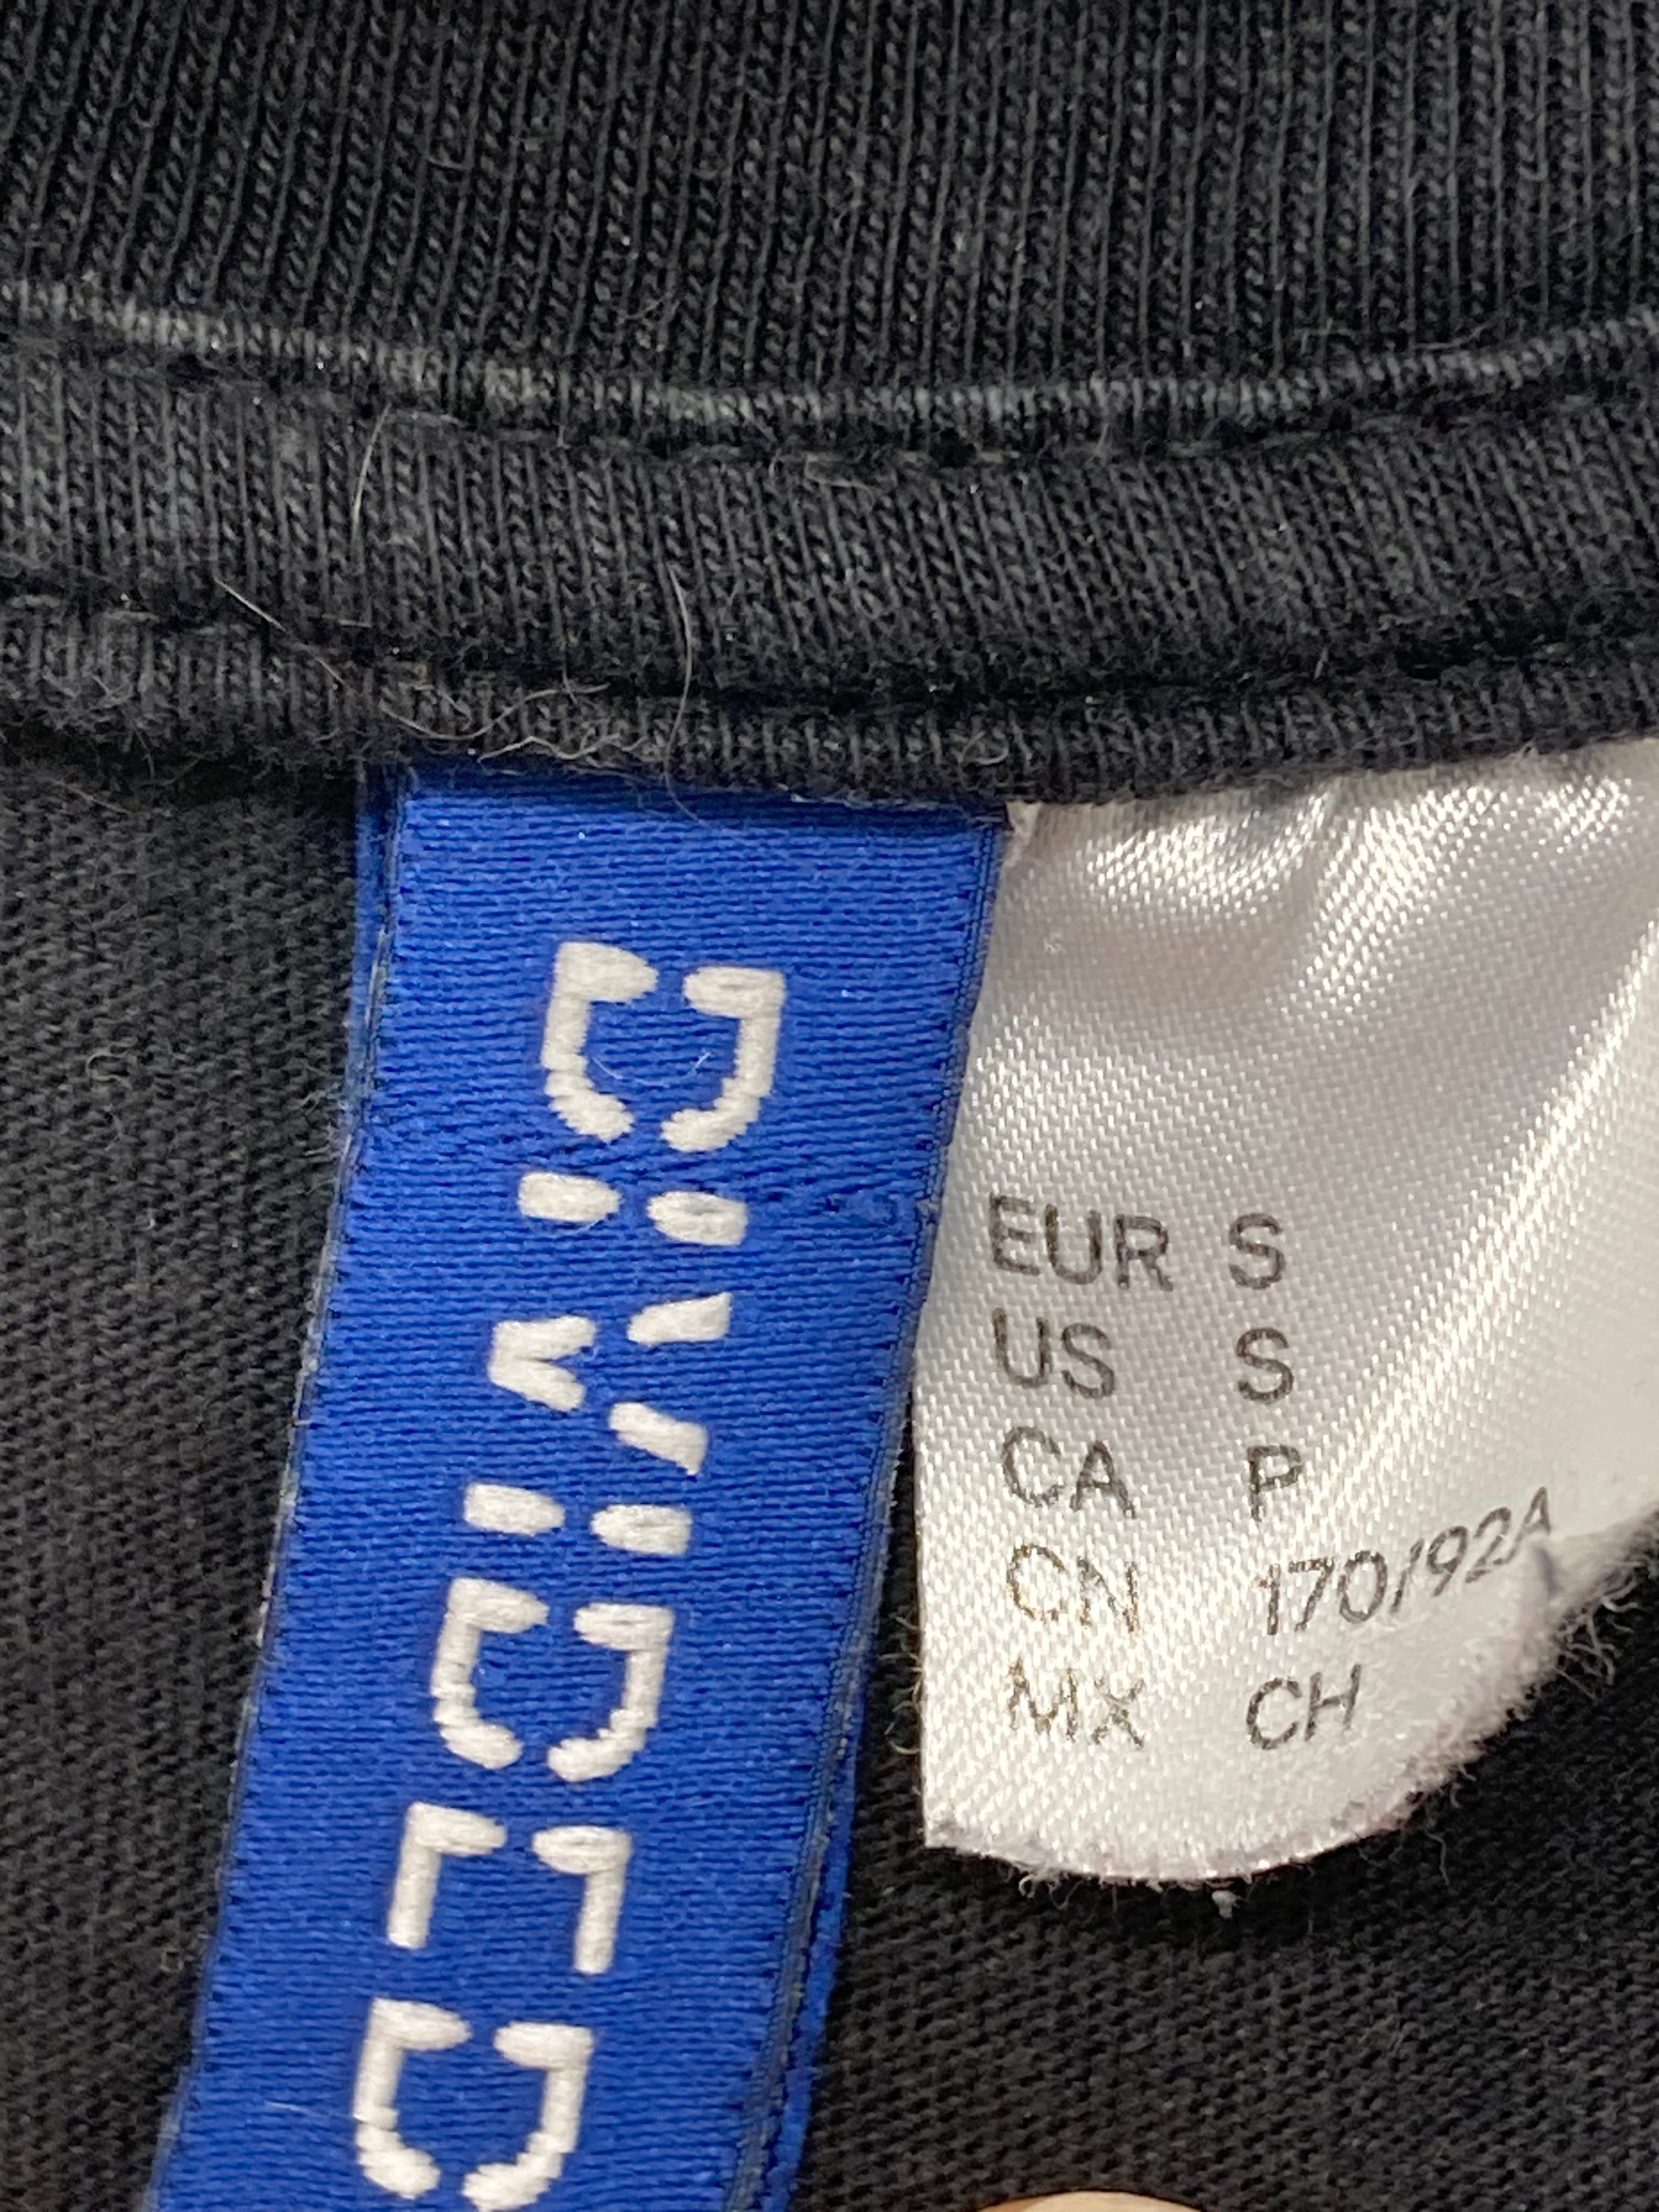 DIVIDED
EUR S
US S
CA P
CN 170/92A
MX CH